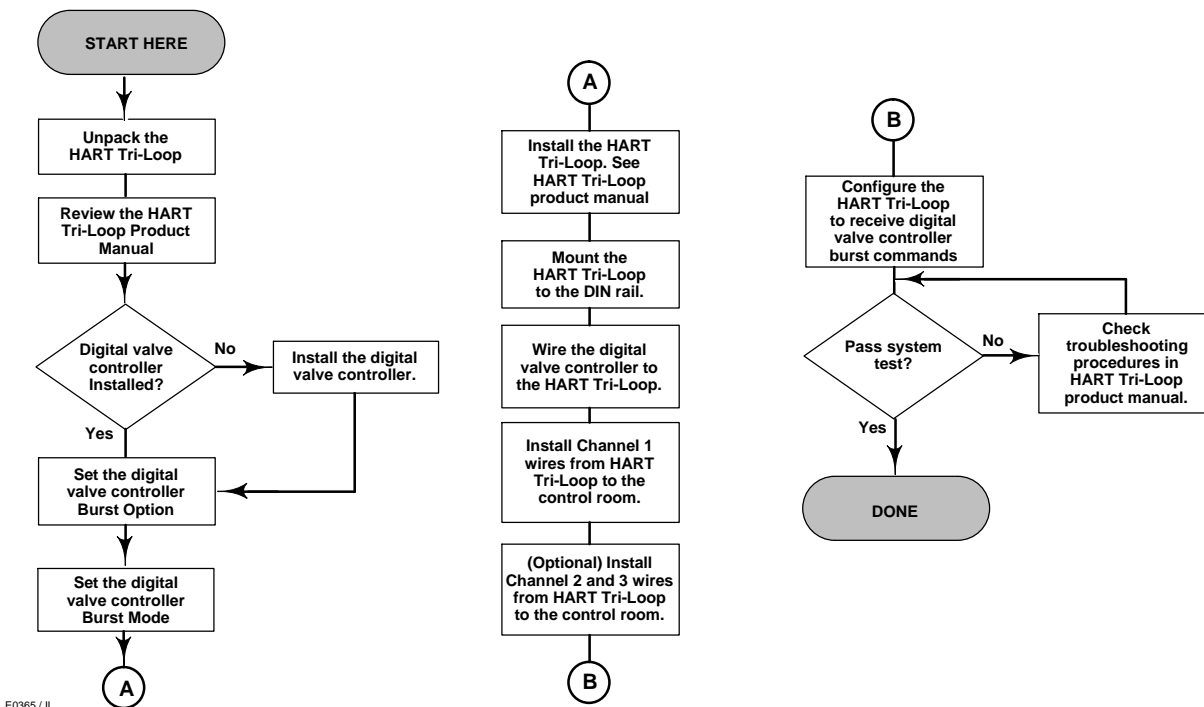 START HERE
Unpack the
HART Tri-Loop
Review the HART
Tri-Loop Product
Manual
Digital valve
controller
Installed?
No
Install the digital
valve controller.
Yes
Set the digital
valve controller
Burst Option
Set the digital
valve controller
Burst Mode
A
E0365 / IL
A
Install the HART
Tri-Loop. See
HART Tri-Loop
product manual
Mount the
HART Tri-Loop
to the DIN rail.
Wire the digital
valve controller to
the HART Tri-Loop.
Install Channel 1
wires from HART
Tri-Loop to the
control room.
(Optional) Install
Channel 2 and 3 wires
from HART Tri-Loop
to the control room.
B
B
Configure the
HART Tri-Loop
to receive digital
valve controller
burst commands
Pass system
test?
No
Check
troubleshooting
procedures in
HART Tri-Loop
product manual.
Yes
DONE